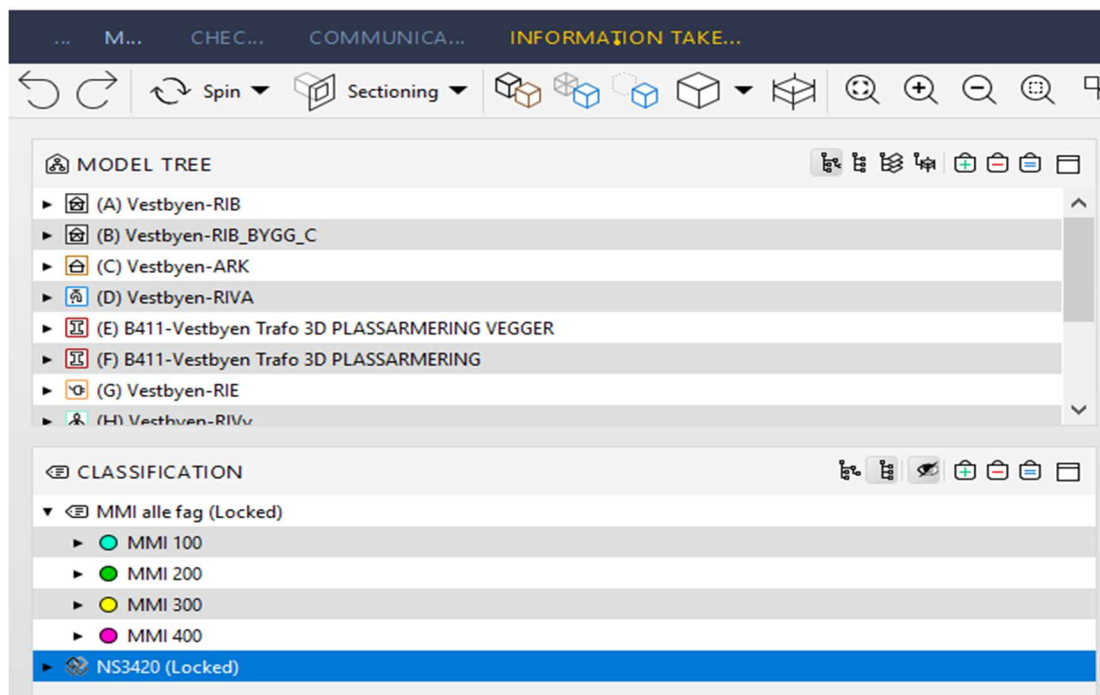 ... M... CHEC... COMMUNICA... INFORMATION TAKE...
Spin Sectioning
MODEL TREE
(A) Vestbyen-RIB
(B) Vestbyen-RIB_BYGG_C
(C) Vestbyen-ARK
(D) Vestbyen-RIVA
(E) B411-Vestbyen Trafo 3D PLASSARMERING VEGGER
(F) B411-Vestbyen Trafo 3D PLASSARMERING
(G) Vestbyen-RIE
(H) Vestbyen-RIVv
CLASSIFICATION
MMI alle fag (Locked)
MMI 100
MMI 200
MMI 300
MMI 400
NS3420 (Locked)